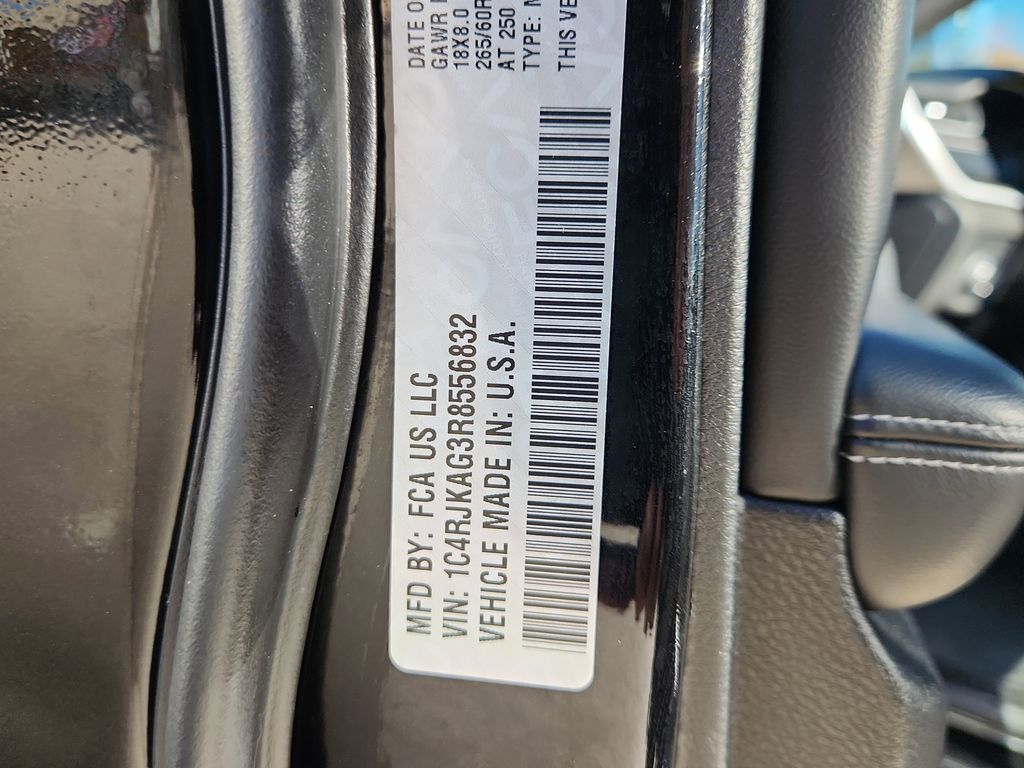 MFD BY: FCA US LLC
DATE OF
VIN: 1C4RJKAG3R8556832
GAWR
18X8.0
VEHICLE MADE IN: U.S.A.
265/60R
AT 250
TYPE:
THIS VE